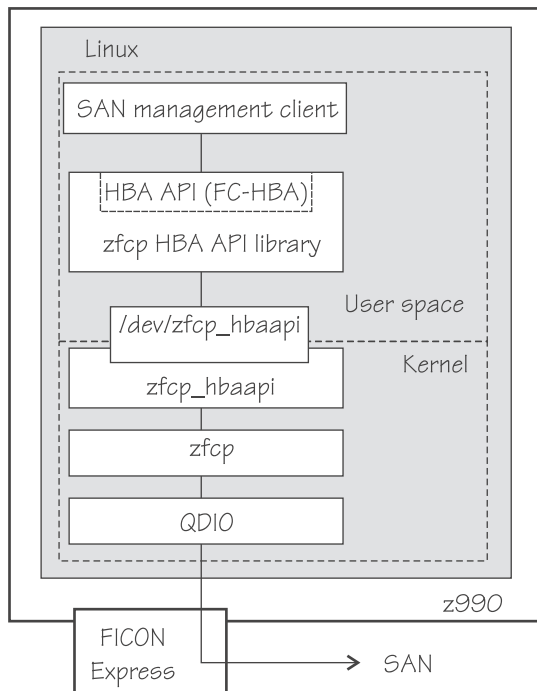 Linux
SAN management client
HBA API (FC-HBA)
zfcp HBA API library
User space
/dev/zfcp_hbaapi
Kernel
zfcp_hbaapi
zfcp
QDIO
z990
FICON
Express
SAN